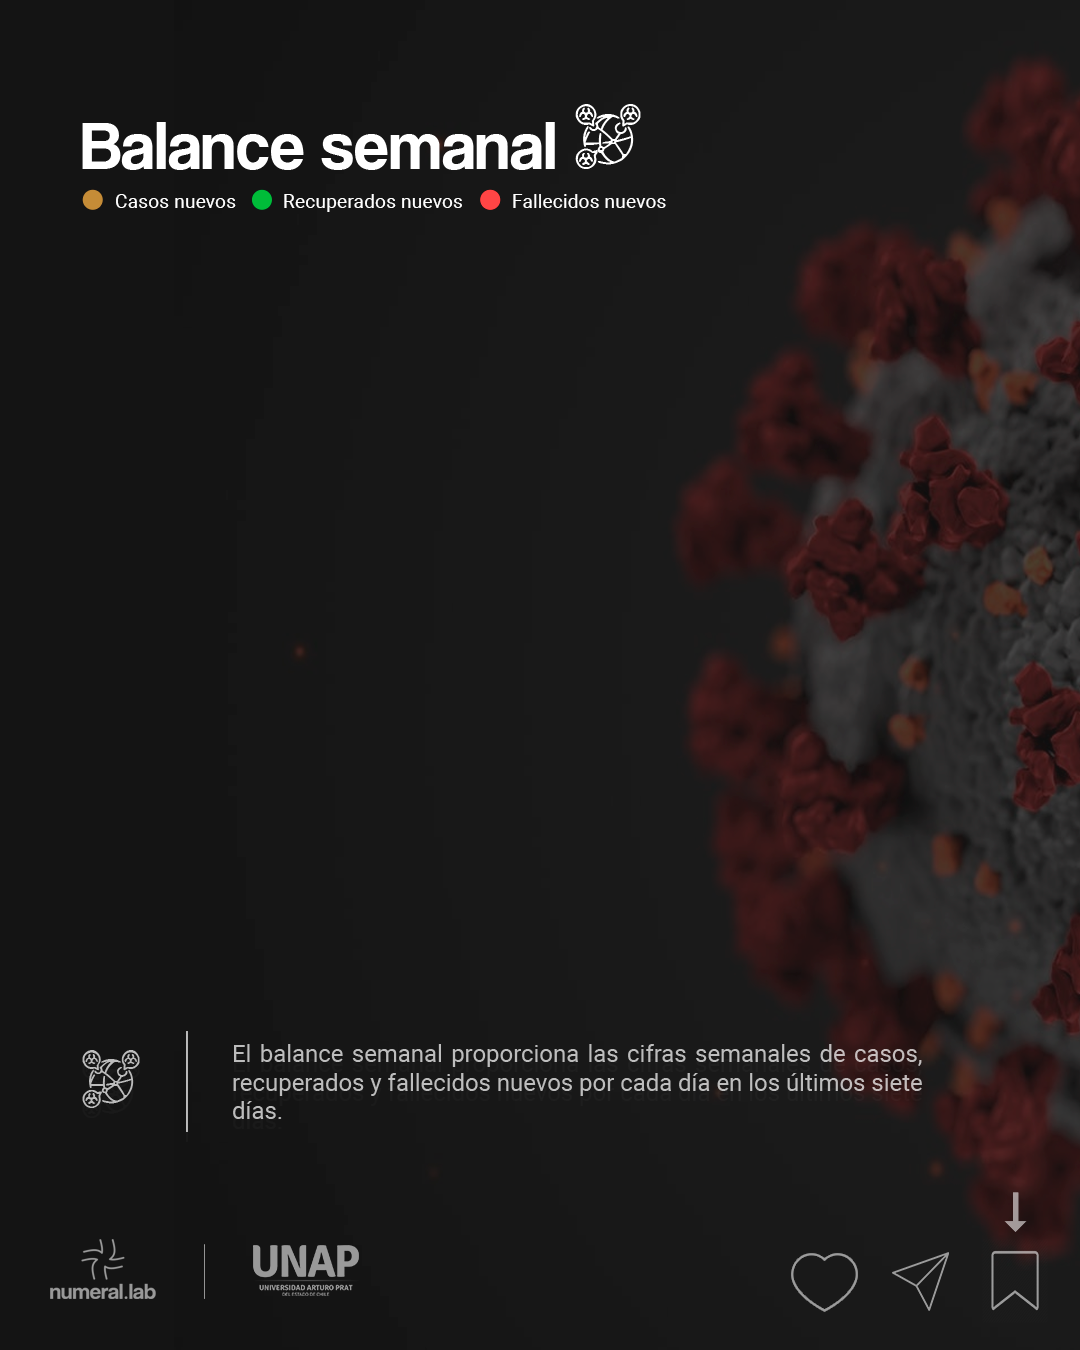 Balance semanal
Casos nuevos Recuperados nuevos Fallecidos nuevos
El balance semanal proporciona las cifras semanales de casos,
recuperados y fallecidos nuevos por cada día en los últimos siete
días.
numeral.lab
UNAP
UNIVERSIDAD ARTURO PRAT
DEL ESTADO DE CHILE